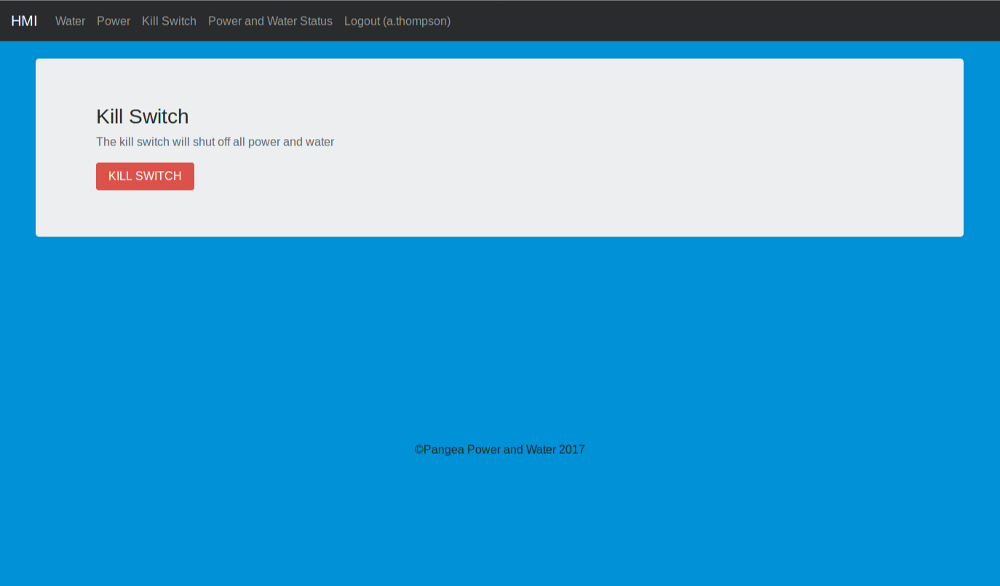 HMI Water Power Kill Switch Power and Water Status Logout (a.thompson)
Kill Switch
The kill switch will shut off all power and water
KILL SWITCH
©Pangea Power and Water 2017